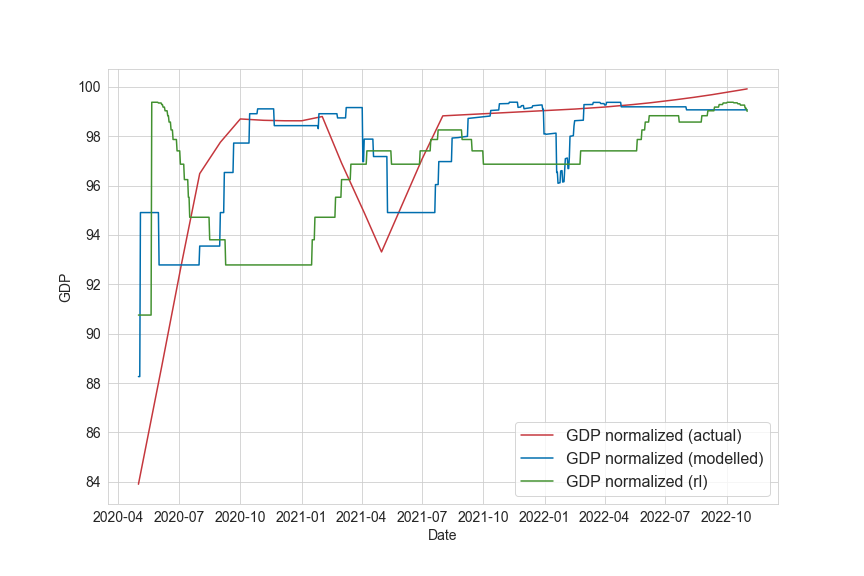 100
98
96
94
92
90
88
86
84
GDP
GDP normalized (actual)
GDP normalized (modelled)
GDP normalized (rl)
2020-04 2020-07 2020-10 2021-01 2021-04 2021-07 2021-10 2022-01 2022-04 2022-07 2022-10
Date